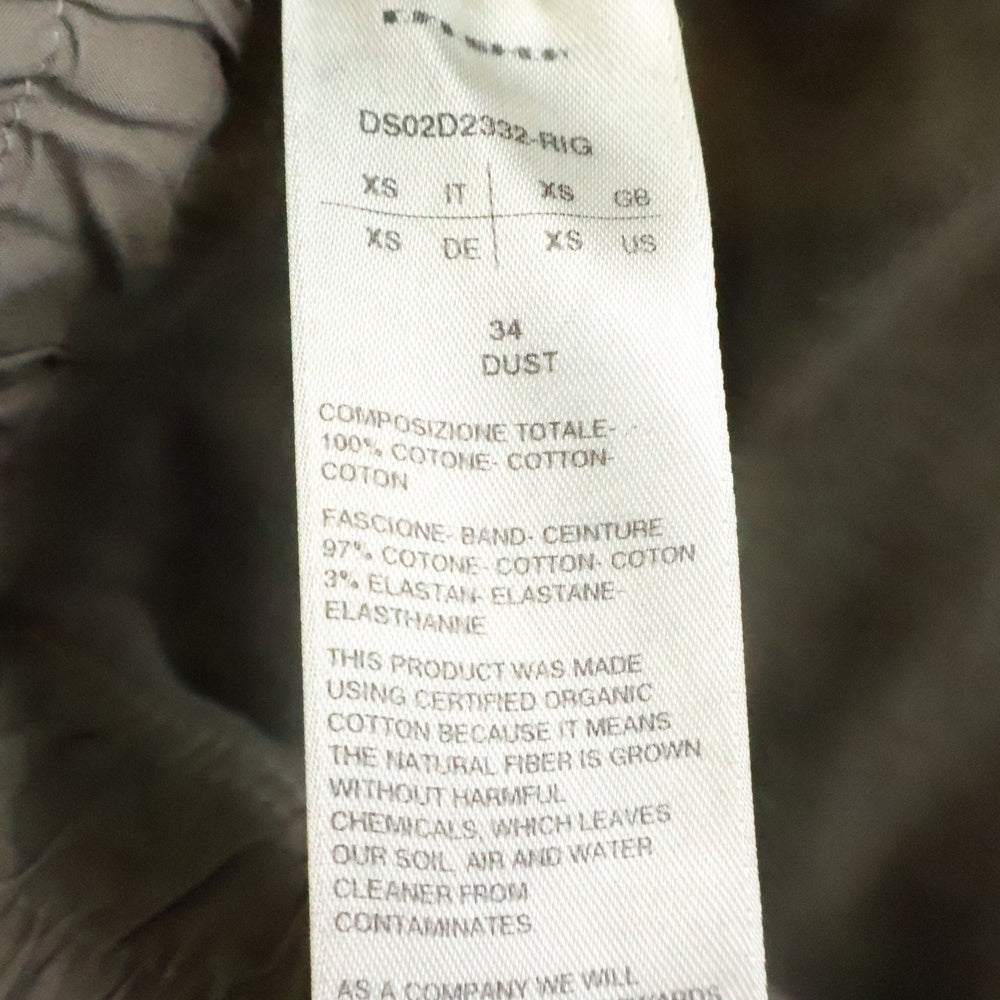 DS02D2332-RIG
XS IT XS GB
XS DE XS US
34
DUST
COMPOSIZIONE TOTALE-
100% COTONE- COTTON-
COTON
FASCIONE- BAND- CEINTURE
97% COTONE- COTTON- COTON
3% ELASTAN- ELASTANE-
ELASTHANNE
THIS PRODUCT WAS MADE
USING CERTIFIED ORGANIC
COTTON BECAUSE IT MEANS
THE NATURAL FIBER IS GROWN
WITHOUT HARMFUL
CHEMICALS, WHICH LEAVES
OUR SOIL, AIR AND WATER
CLEANER FROM
CONTAMINATES.
AS A COMPANY WE WILL